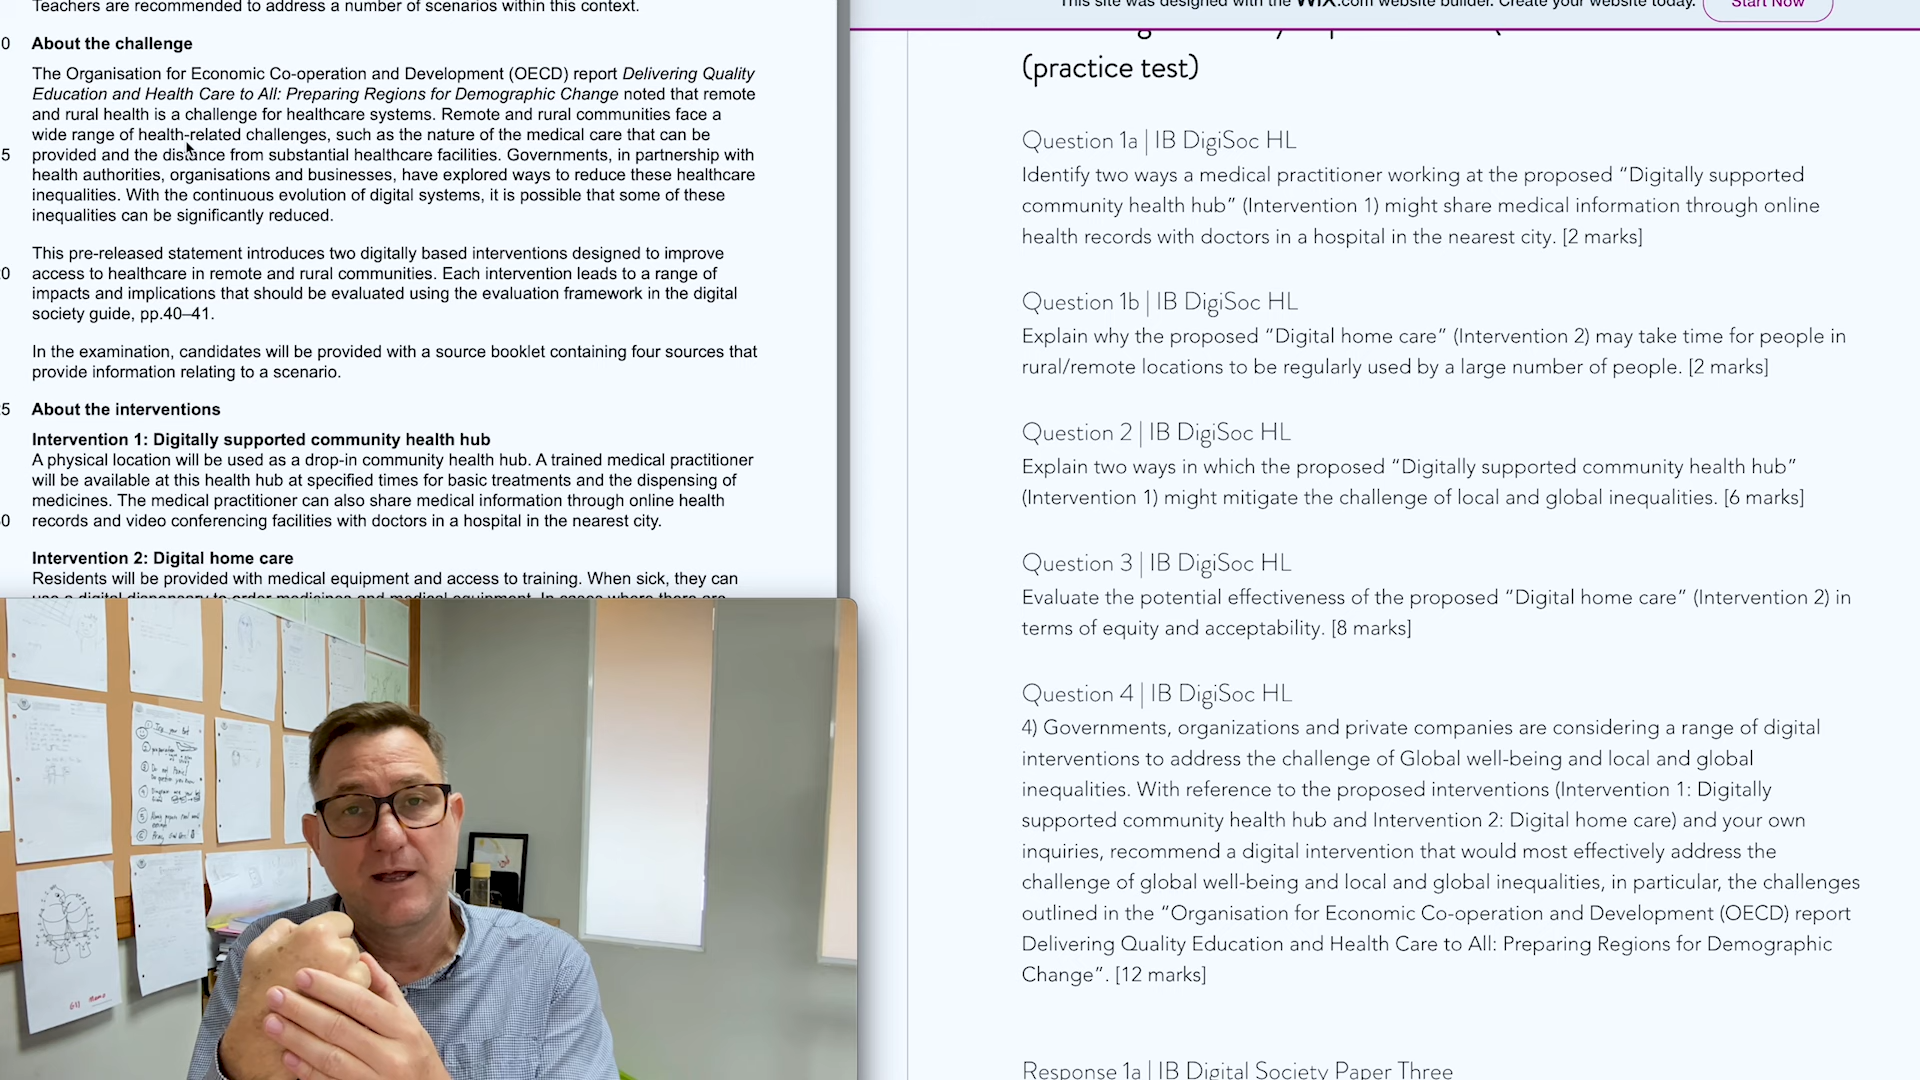 Teachers are recommended to address a number of scenarios within this context.
0 About the challenge
The Organisation for Economic Co-operation and Development (OECD) report Delivering Quality
Education and Health Care to All: Preparing Regions for Demographic Change noted that remote
and rural health is a challenge for healthcare systems. Remote and rural communities face a
wide range of health-related challenges, such as the nature of the medical care that can be
5 provided and the distance from substantial healthcare facilities. Governments, in partnership with
health authorities, organisations and businesses, have explored ways to reduce these healthcare
inequalities. With the continuous evolution of digital systems, it is possible that some of these
inequalities can be significantly reduced.
This pre-released statement introduces two digitally based interventions designed to improve
0 access to healthcare in remote and rural communities. Each intervention leads to a range of
impacts and implications that should be evaluated using the evaluation framework in the digital
society guide, pp.40–41.
In the examination, candidates will be provided with a source booklet containing four sources that
provide information relating to a scenario.
5 About the interventions
Intervention 1: Digitally supported community health hub
A physical location will be used as a drop-in community health hub. A trained medical practitioner
will be available at this health hub at specified times for basic treatments and the dispensing of
medicines. The medical practitioner can also share medical information through online health
0 records and video conferencing facilities with doctors in a hospital in the nearest city.
Intervention 2: Digital home care
Residents will be provided with medical equipment and access to training. When sick, they can
use a digital dispensary to order medicines and medical equipment. In cases where there are
This site was designed with the WiX.com website builder. Create your website today.
Start Now
(practice test)
Question 1a | IB DigiSoc HL
Identify two ways a medical practitioner working at the proposed “Digitally supported
community health hub” (Intervention 1) might share medical information through online
health records with doctors in a hospital in the nearest city. [2 marks]
Question 1b | IB DigiSoc HL
Explain why the proposed “Digital home care” (Intervention 2) may take time for people in
rural/remote locations to be regularly used by a large number of people. [2 marks]
Question 2 | IB DigiSoc HL
Explain two ways in which the proposed “Digitally supported community health hub”
(Intervention 1) might mitigate the challenge of local and global inequalities. [6 marks]
Question 3 | IB DigiSoc HL
Evaluate the potential effectiveness of the proposed “Digital home care” (Intervention 2) in
terms of equity and acceptability. [8 marks]
Question 4 | IB DigiSoc HL
4) Governments, organizations and private companies are considering a range of digital
interventions to address the challenge of Global well-being and local and global
inequalities. With reference to the proposed interventions (Intervention 1: Digitally
supported community health hub and Intervention 2: Digital home care) and your own
inquiries, recommend a digital intervention that would most effectively address the
challenge of global well-being and local and global inequalities, in particular, the challenges
outlined in the “Organisation for Economic Co-operation and Development (OECD) report
Delivering Quality Education and Health Care to All: Preparing Regions for Demographic
Change”. [12 marks]
Response 1a | IB Digital Society Paper Three